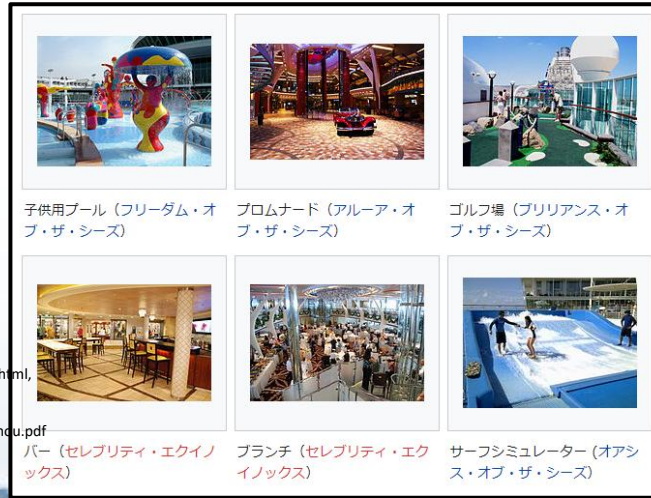 子供用プール（フリーダム・オ
ブ・ザ・シーズ）
プロムナード（アルーア・オ
ブ・ザ・シーズ）
ゴルフ場（ブリリアンス・オ
ブ・ザ・シーズ）
html,
.pdf
バー（セレブリティ・エクイノ
ックス）
ブランチ（セレブリティ・エク
イノックス）
サーフシミュレーター (オアシ
ス・オブ・ザ・シーズ）